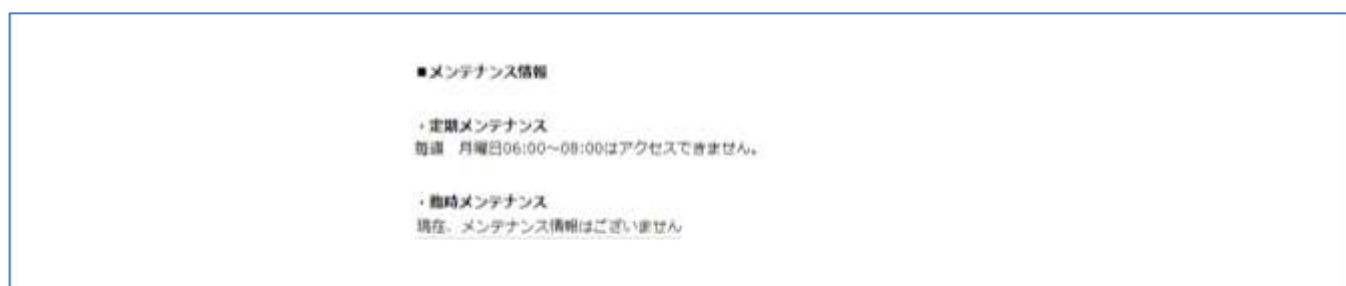 ■メンテナンス情報
・定期メンテナンス
毎週　月曜日06:00～08:00はアクセスできません。
・臨時メンテナンス
現在、メンテナンス情報はございません